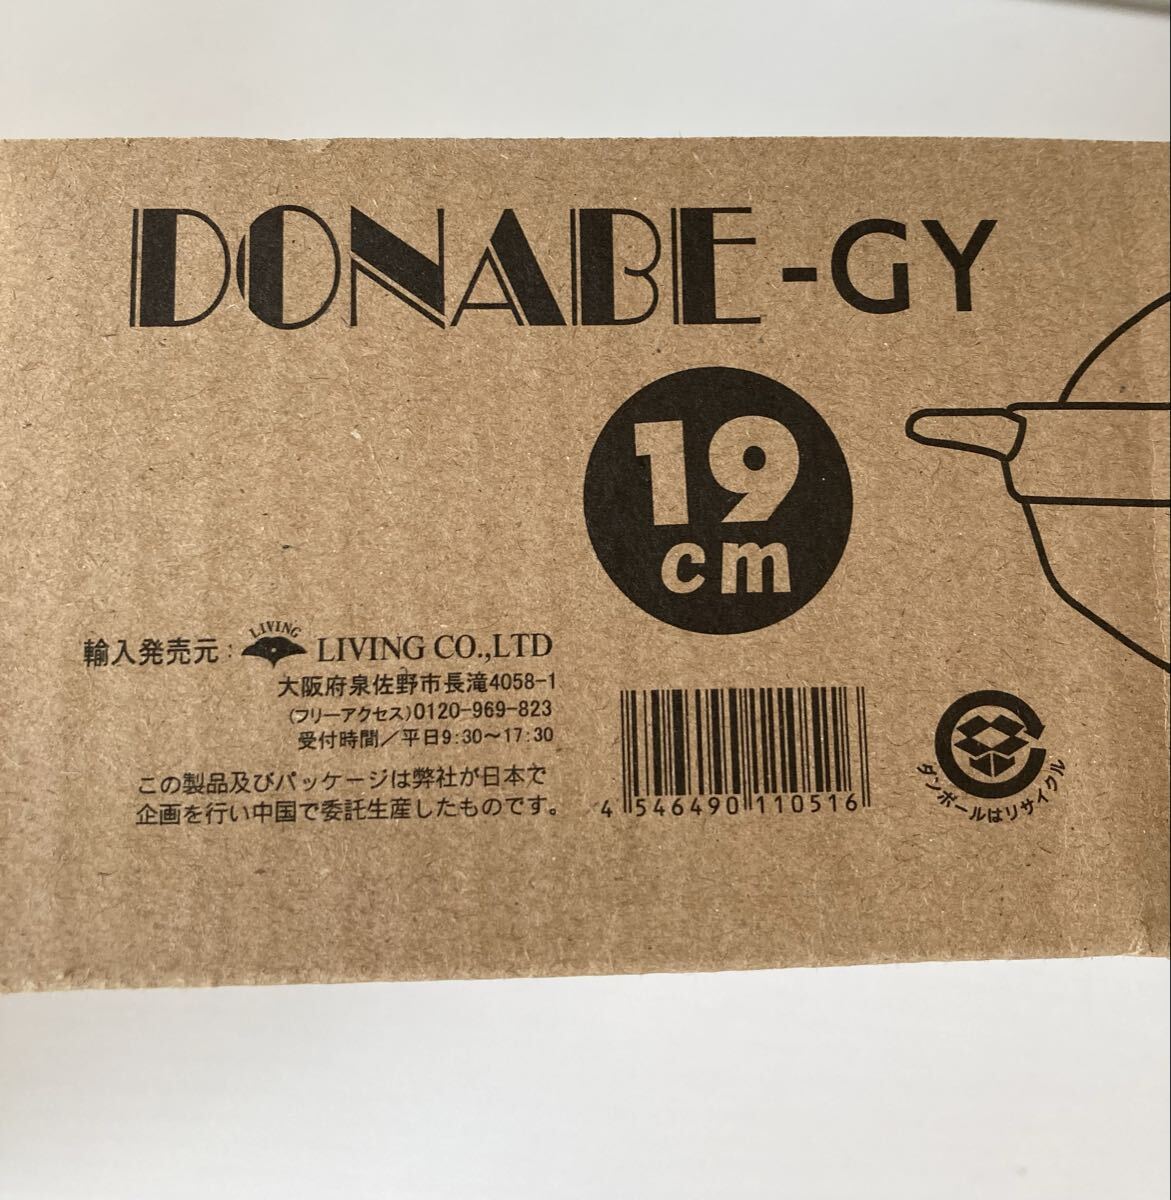 DONABE-GY
19
cm
輸入発売元: LIVING LIVING CO.,LTD
大阪府泉佐野市長滝4058-1
(フリーアクセス)0120-969-823
受付時間/平日9:30~17:30
この製品及びパッケージは弊社が日本で
企画を行い中国で委託生産したものです。
4 546490 110516
ダンボールはリサイクル